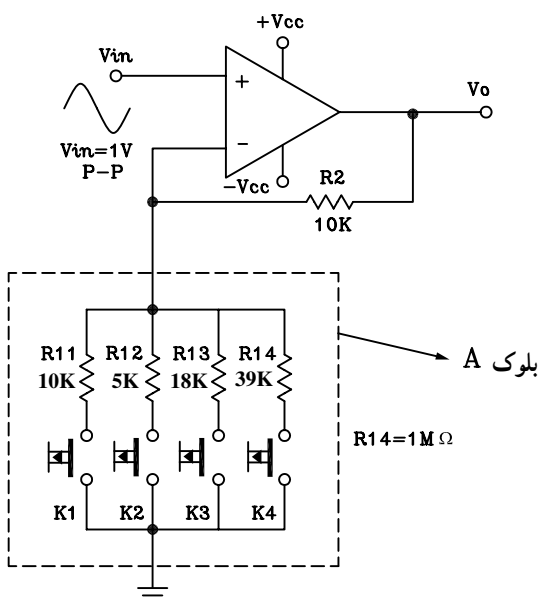 +Vcc
Vin
+
Vo
Vin=1V
P-P
-
-Vcc
R2
10K
بلوک A
R11
10K
R12
5K
R13
18K
R14
39K
R14=1M Ω
K1
K2
K3
K4